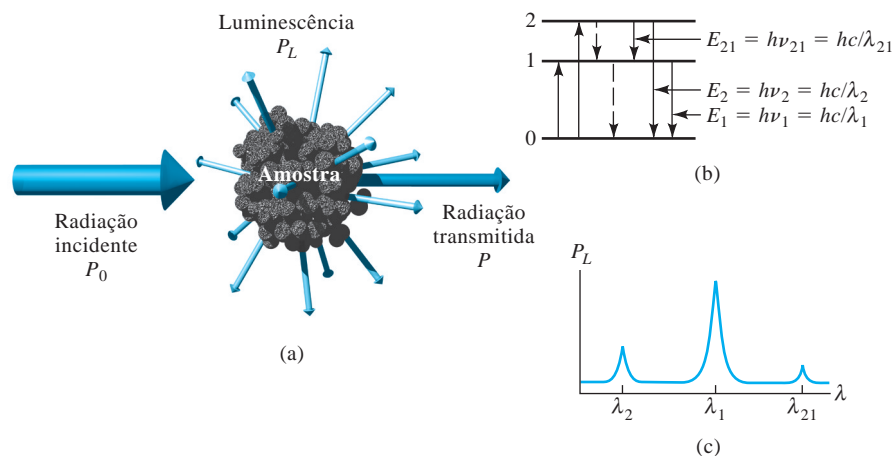 Luminescência
P_L
Amostra
Radiação
incidente
P_0
Radiação
transmitida
P
(a)
2
1
0
E_21 = hν_21 = hc/λ_21
E_2 = hν_2 = hc/λ_2
E_1 = hν_1 = hc/λ_1
(b)
P_L
λ_2 λ_1 λ_21 λ
(c)